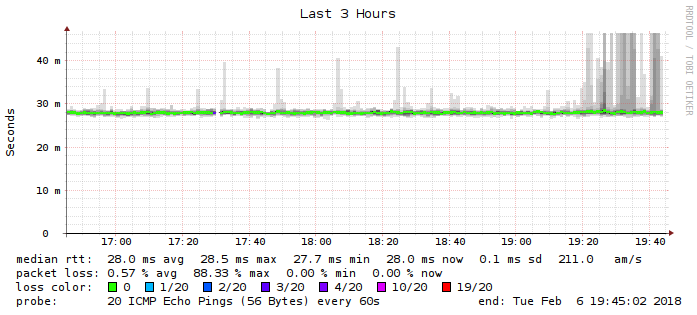 Last 3 Hours
RRDTOOL / TOBI OETIKER
Seconds
40 m
30 m
20 m
10 m
0
17:00 17:20 17:40 18:00 18:20 18:40 19:00 19:20 19:40
median rtt: 28.0 ms avg 28.5 ms max 27.7 ms min 28.0 ms now 0.1 ms sd 211.0 am/s
packet loss: 0.57 % avg 88.33 % max 0.00 % min 0.00 % now
loss color: 0 1/20 2/20 3/20 4/20 10/20 19/20
probe: 20 ICMP Echo Pings (56 Bytes) every 60s end: Tue Feb 6 19:45:02 2018